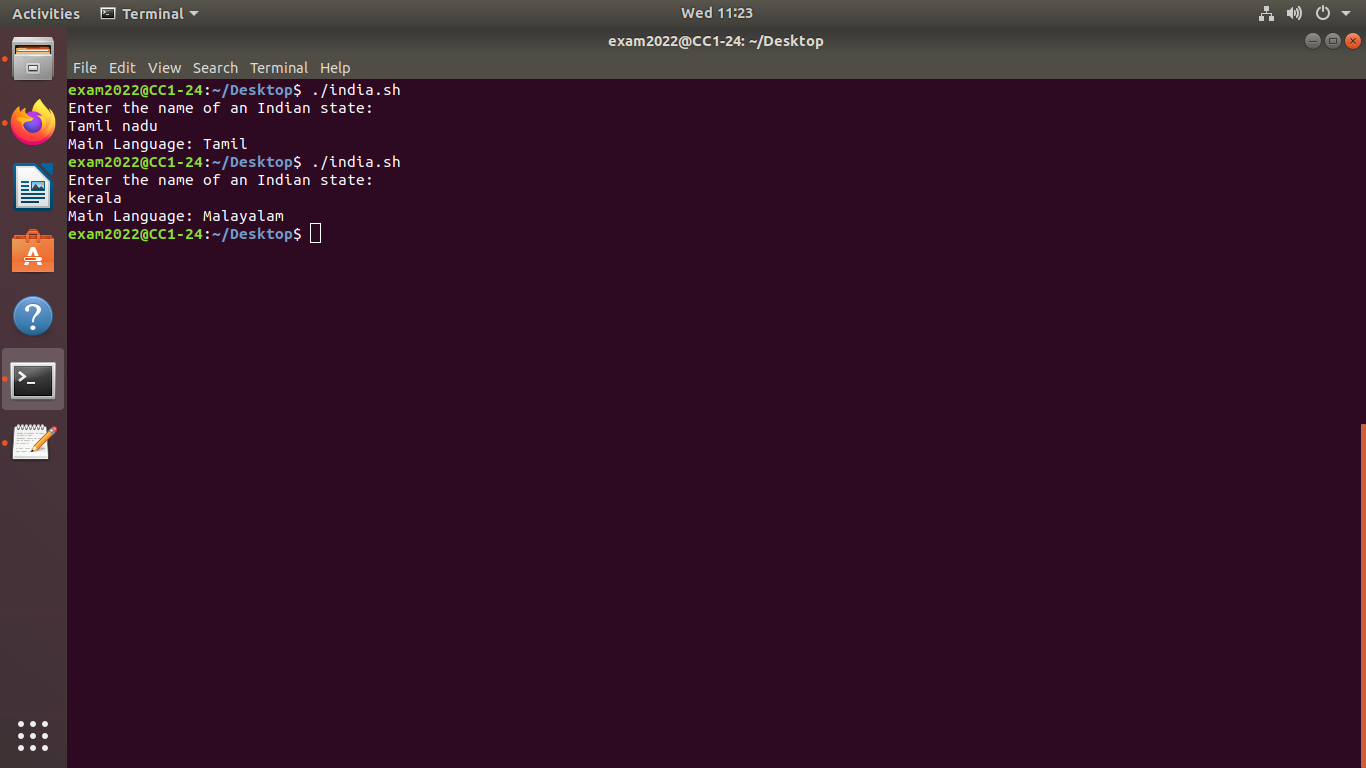 Activities Terminal Wed 11:23
exam2022@CC1-24: ~/Desktop
File Edit View Search Terminal Help
exam2022@CC1-24:~/Desktop$ ./india.sh
Enter the name of an Indian state:
Tamil nadu
Main Language: Tamil
exam2022@CC1-24:~/Desktop$ ./india.sh
Enter the name of an Indian state:
kerala
Main Language: Malayalam
exam2022@CC1-24:~/Desktop$